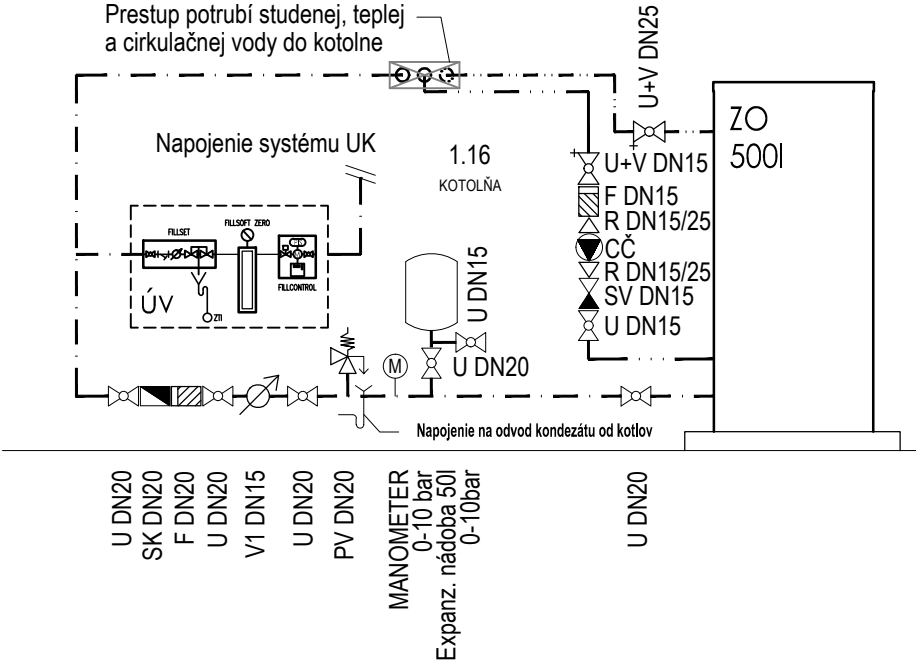 Prestup potrubí studenej, teplej
a cirkulačnej vody do kotolne
U+V DN25
ZO
500l
Napojenie systému UK
1.16
KOTOLŇA
U+V DN15
F DN15
R DN15/25
CČ
R DN15/25
SV DN15
U DN15
FILLSET
FILLSOFT ZERO
FILLCONTROL
ÚV
ZTI
U DN15
U DN20
M
Napojenie na odvod kondezátu od kotlov
U DN20
SK DN20
F DN20
U DN20
V1 DN15
U DN20
PV DN20
MANOMETER
0-10 bar
Expanz. nádoba 50l
0-10bar
U DN20